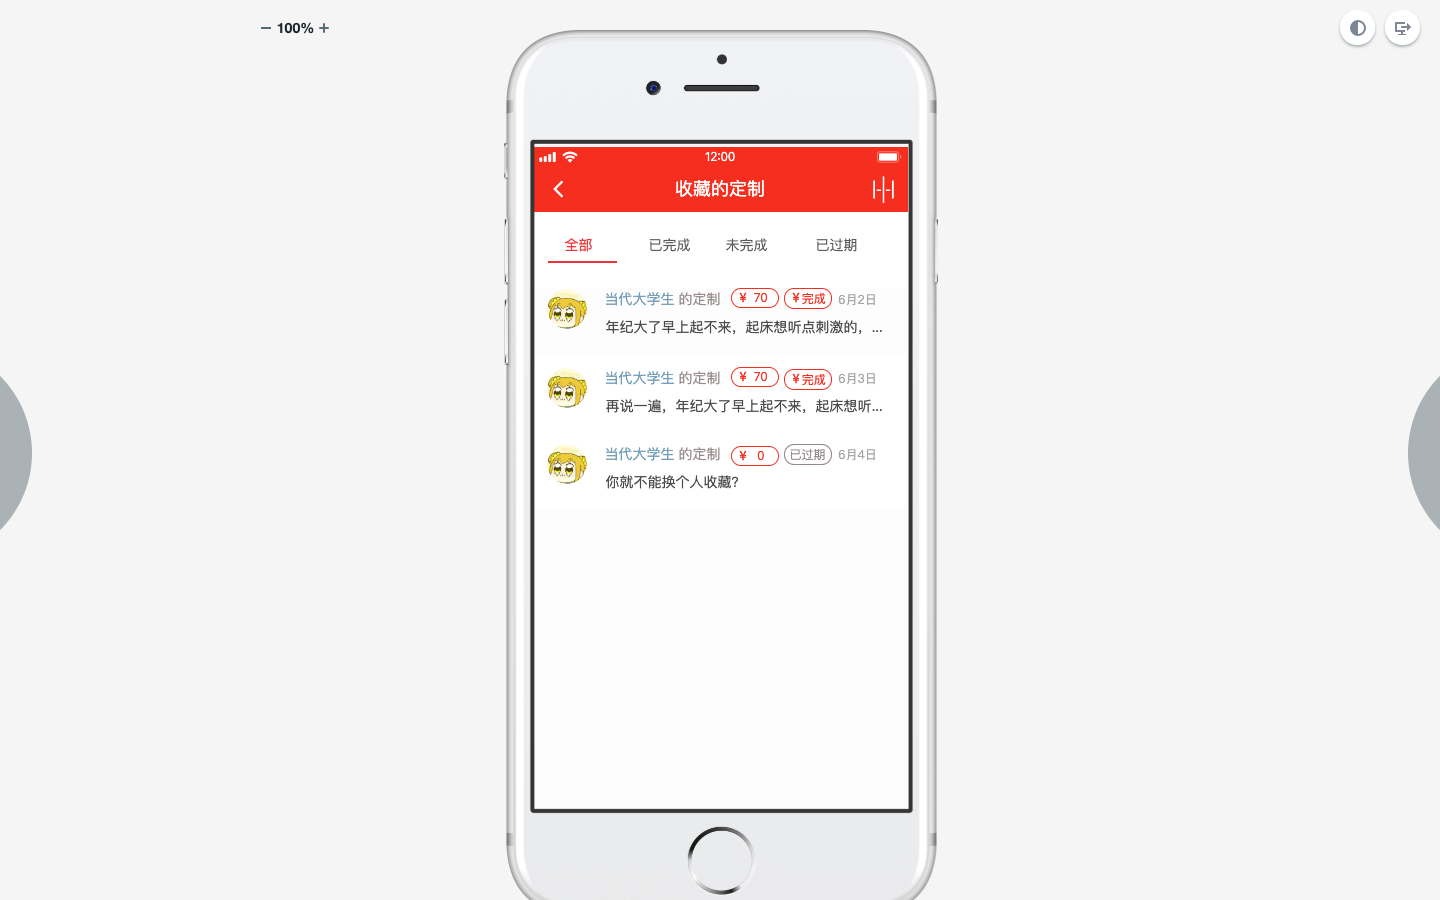 − 100% +
12:00
收藏的定制
全部 已完成 未完成 已过期
当代大学生 的定制 ¥ 70 ¥完成 6月2日
年纪大了早上起不来，起床想听点刺激的，...
当代大学生 的定制 ¥ 70 ¥完成 6月3日
再说一遍，年纪大了早上起不来，起床想听...
当代大学生 的定制 ¥ 0 已过期 6月4日
你就不能换个人收藏?